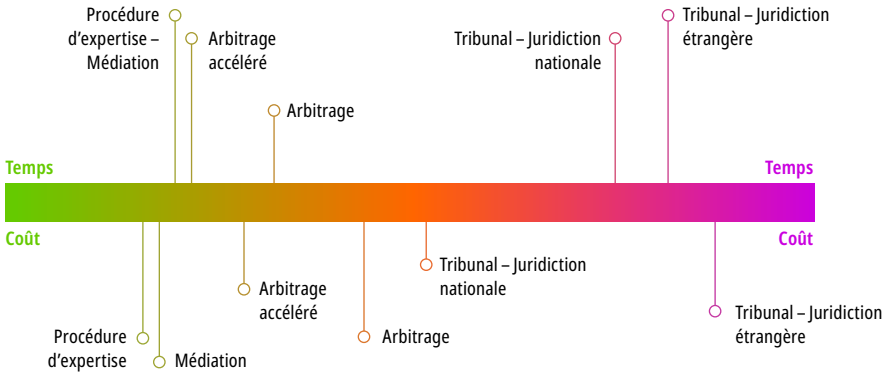 Procédure
d'expertise –
Médiation
Arbitrage
accéléré
Arbitrage
Tribunal – Juridiction
nationale
Tribunal – Juridiction
étrangère
Temps
Temps
Coût
Coût
Procédure
d'expertise
Médiation
Arbitrage
accéléré
Arbitrage
Tribunal – Juridiction
nationale
Tribunal – Juridiction
étrangère